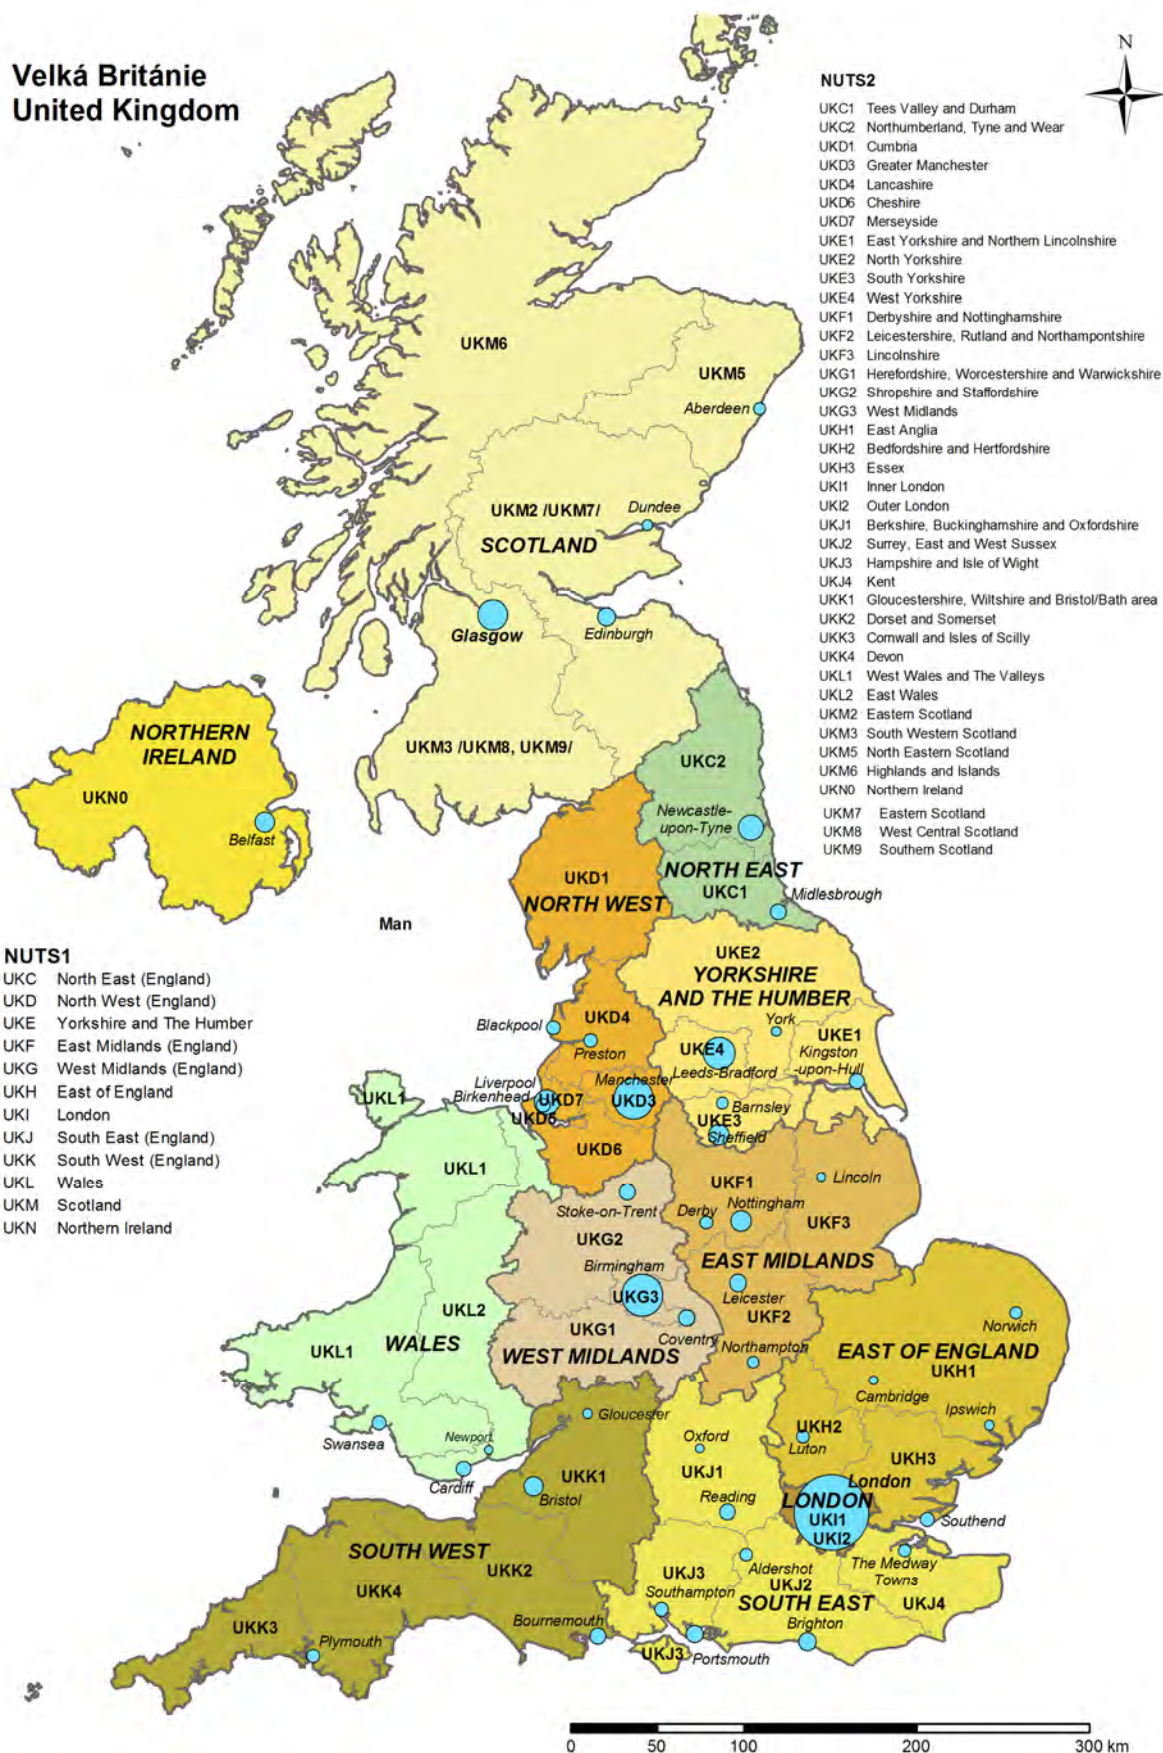 Velká Británie
United Kingdom
N
NUTS2
UKC1 Tees Valley and Durham
UKC2 Northumberland, Tyne and Wear
UKD1 Cumbria
UKD3 Greater Manchester
UKD4 Lancashire
UKD6 Cheshire
UKD7 Merseyside
UKE1 East Yorkshire and Northern Lincolnshire
UKE2 North Yorkshire
UKE3 South Yorkshire
UKE4 West Yorkshire
UKF1 Derbyshire and Nottinghamshire
UKF2 Leicestershire, Rutland and Northampontshire
UKF3 Lincolnshire
UKG1 Herefordshire, Worcestershire and Warwickshire
UKG2 Shropshire and Staffordshire
UKG3 West Midlands
UKH1 East Anglia
UKH2 Bedfordshire and Hertfordshire
UKH3 Essex
UKI1 Inner London
UKI2 Outer London
UKJ1 Berkshire, Buckinghamshire and Oxfordshire
UKJ2 Surrey, East and West Sussex
UKJ3 Hampshire and Isle of Wight
UKJ4 Kent
UKK1 Gloucestershire, Wiltshire and Bristol/Bath area
UKK2 Dorset and Somerset
UKK3 Cornwall and Isles of Scilly
UKK4 Devon
UKL1 West Wales and The Valleys
UKL2 East Wales
UKM2 Eastern Scotland
UKM3 South Western Scotland
UKM5 North Eastern Scotland
UKM6 Highlands and Islands
UKN0 Northern Ireland
UKM7 Eastern Scotland
UKM8 West Central Scotland
UKM9 Southern Scotland
UKM6
UKM5
Aberdeen
UKM2 /UKM7/
Dundee
SCOTLAND
Glasgow
Edinburgh
UKM3 /UKM8, UKM9/
NORTHERN
IRELAND
UKN0
Belfast
UKC2
Newcastle-
upon-Tyne
NORTH EAST
UKC1
Midlesbrough
UKD1
NORTH WEST
Man
NUTS1
UKC North East (England)
UKD North West (England)
UKE Yorkshire and The Humber
UKF East Midlands (England)
UKG West Midlands (England)
UKH East of England
UKI London
UKJ South East (England)
UKK South West (England)
UKL Wales
UKM Scotland
UKN Northern Ireland
UKE2
YORKSHIRE
AND THE HUMBER
UKD4
Blackpool
Preston
York
UKE1
UKE4
Leeds-Bradford
Kingston
-upon-Hull
Liverpool
Birkenhead
UKD7
UKD5
Manchester
UKD3
Barnsley
UKE3
Sheffield
UKD6
UKL1
UKL1
UKF1
Lincoln
Nottingham
Derby
UKF3
Stoke-on-Trent
UKG2
EAST MIDLANDS
Birmingham
UKG3
Leicester
UKF2
UKL2
UKG1
Coventry
Northampton
WEST MIDLANDS
UKL1
WALES
Norwich
EAST OF ENGLAND
UKH1
Cambridge
Ipswich
Swansea
Newport
Cardiff
Gloucester
Oxford
UKH2
Luton
UKH3
UKK1
Bristol
UKJ1
Reading
London
LONDON
UKI1
UKI2
Southend
SOUTH WEST
UKK2
UKK4
UKK3
Plymouth
Bournemouth
UKJ3
Southampton
Aldershot
UKJ2
The Medway
Towns
SOUTH EAST
UKJ4
Brighton
UKJ3
Portsmouth
0 50 100 200 300 km